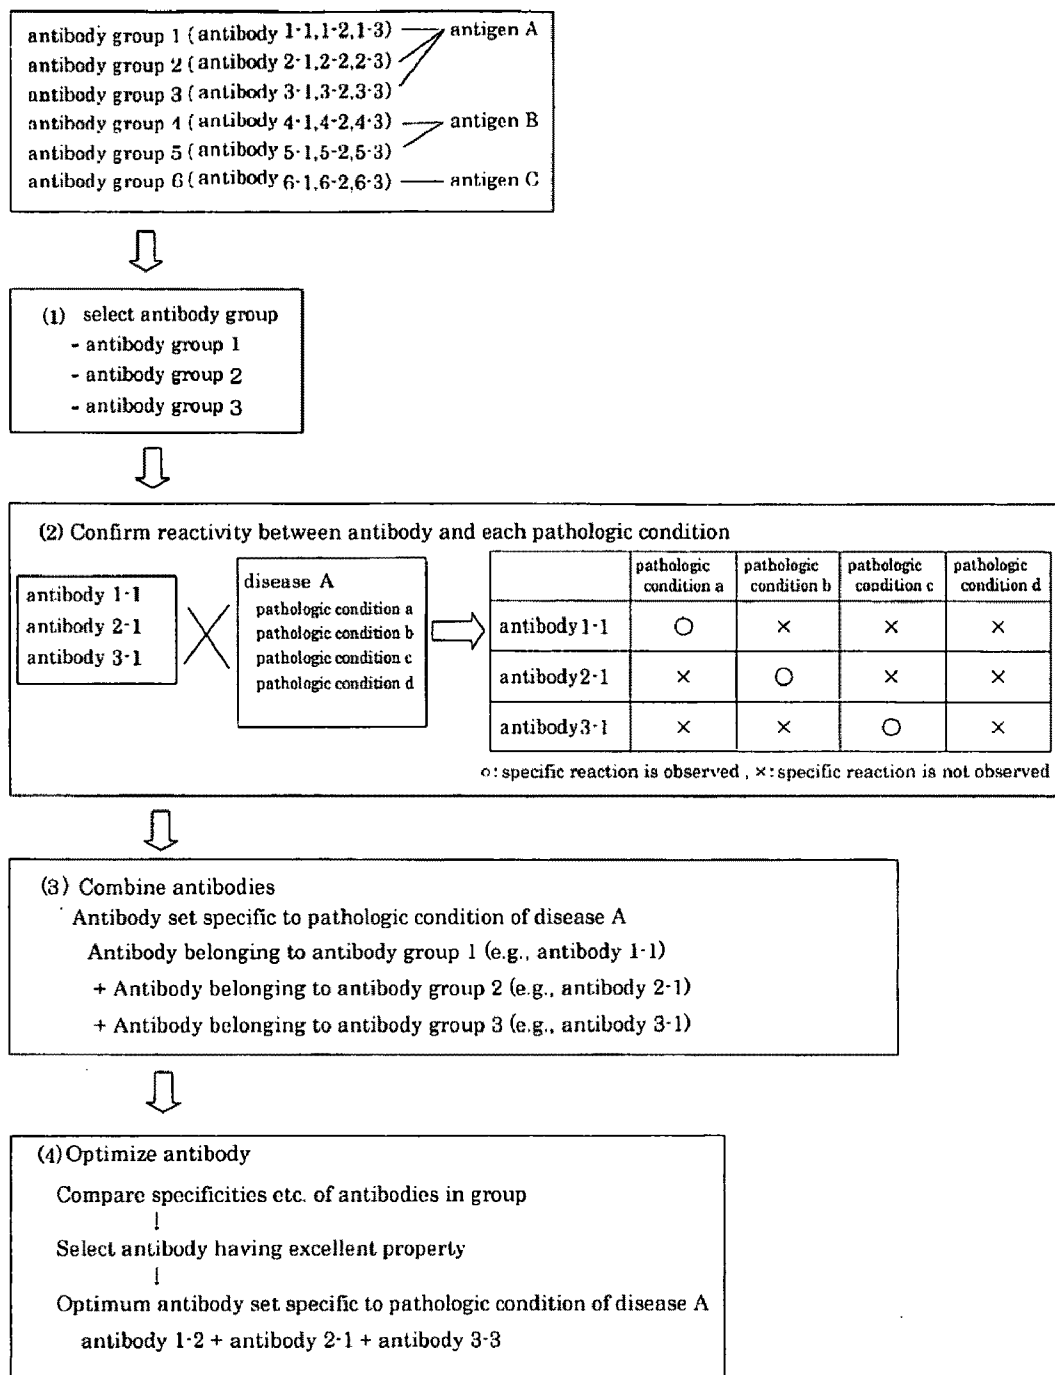 antibody group 1 (antibody 1-1,1-2,1-3) antigen A
antibody group 2 (antibody 2-1,2-2,2-3)
antibody group 3 (antibody 3-1,3-2,3-3)
antibody group 4 (antibody 4-1,4-2,4-3) antigen B
antibody group 5 (antibody 5-1,5-2,5-3)
antibody group 6 (antibody 6-1,6-2,6-3) antigen C
(1) select antibody group
- antibody group 1
- antibody group 2
- antibody group 3
(2) Confirm reactivity between antibody and each pathologic condition
antibody 1-1
antibody 2-1
antibody 3-1
disease A
pathologic condition a
pathologic condition b
pathologic condition c
pathologic condition d
pathologic condition a pathologic condition b pathologic condition c pathologic condition d
antibody 1-1 ○ × × ×
antibody 2-1 × ○ × ×
antibody 3-1 × × ○ ×
○: specific reaction is observed , ×: specific reaction is not observed
(3) Combine antibodies
Antibody set specific to pathologic condition of disease A
Antibody belonging to antibody group 1 (e.g., antibody 1-1)
+ Antibody belonging to antibody group 2 (e.g., antibody 2-1)
+ Antibody belonging to antibody group 3 (e.g., antibody 3-1)
(4) Optimize antibody
Compare specificities etc. of antibodies in group
Select antibody having excellent property
Optimum antibody set specific to pathologic condition of disease A
antibody 1-2 + antibody 2-1 + antibody 3-3